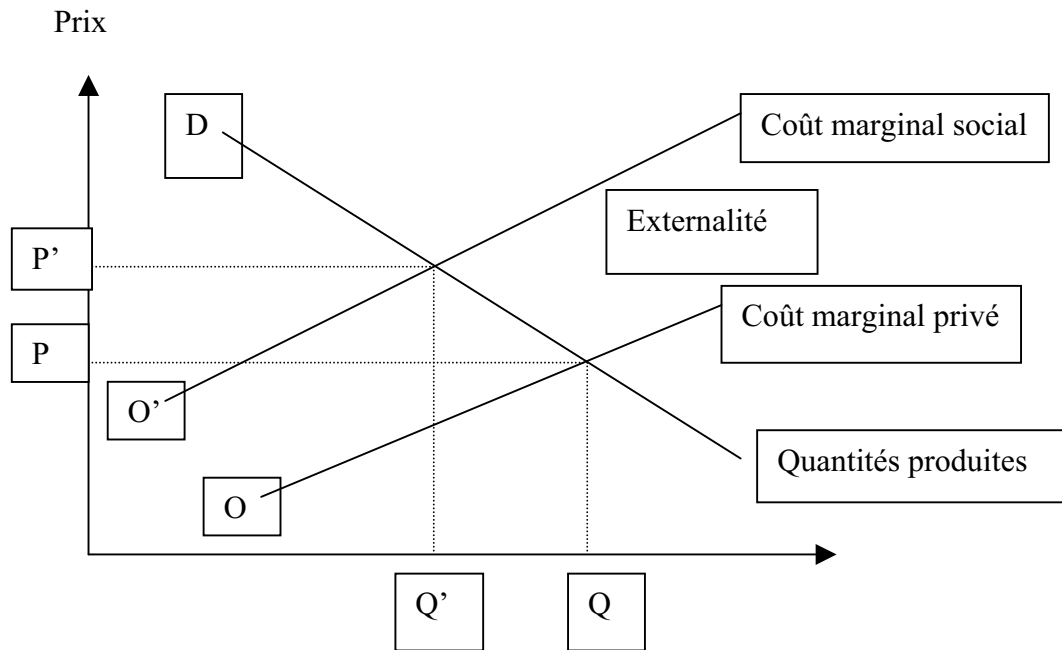 Prix
D
Coût marginal social
Externalité
P’
Coût marginal privé
P
O’
Quantités produites
O
Q’
Q